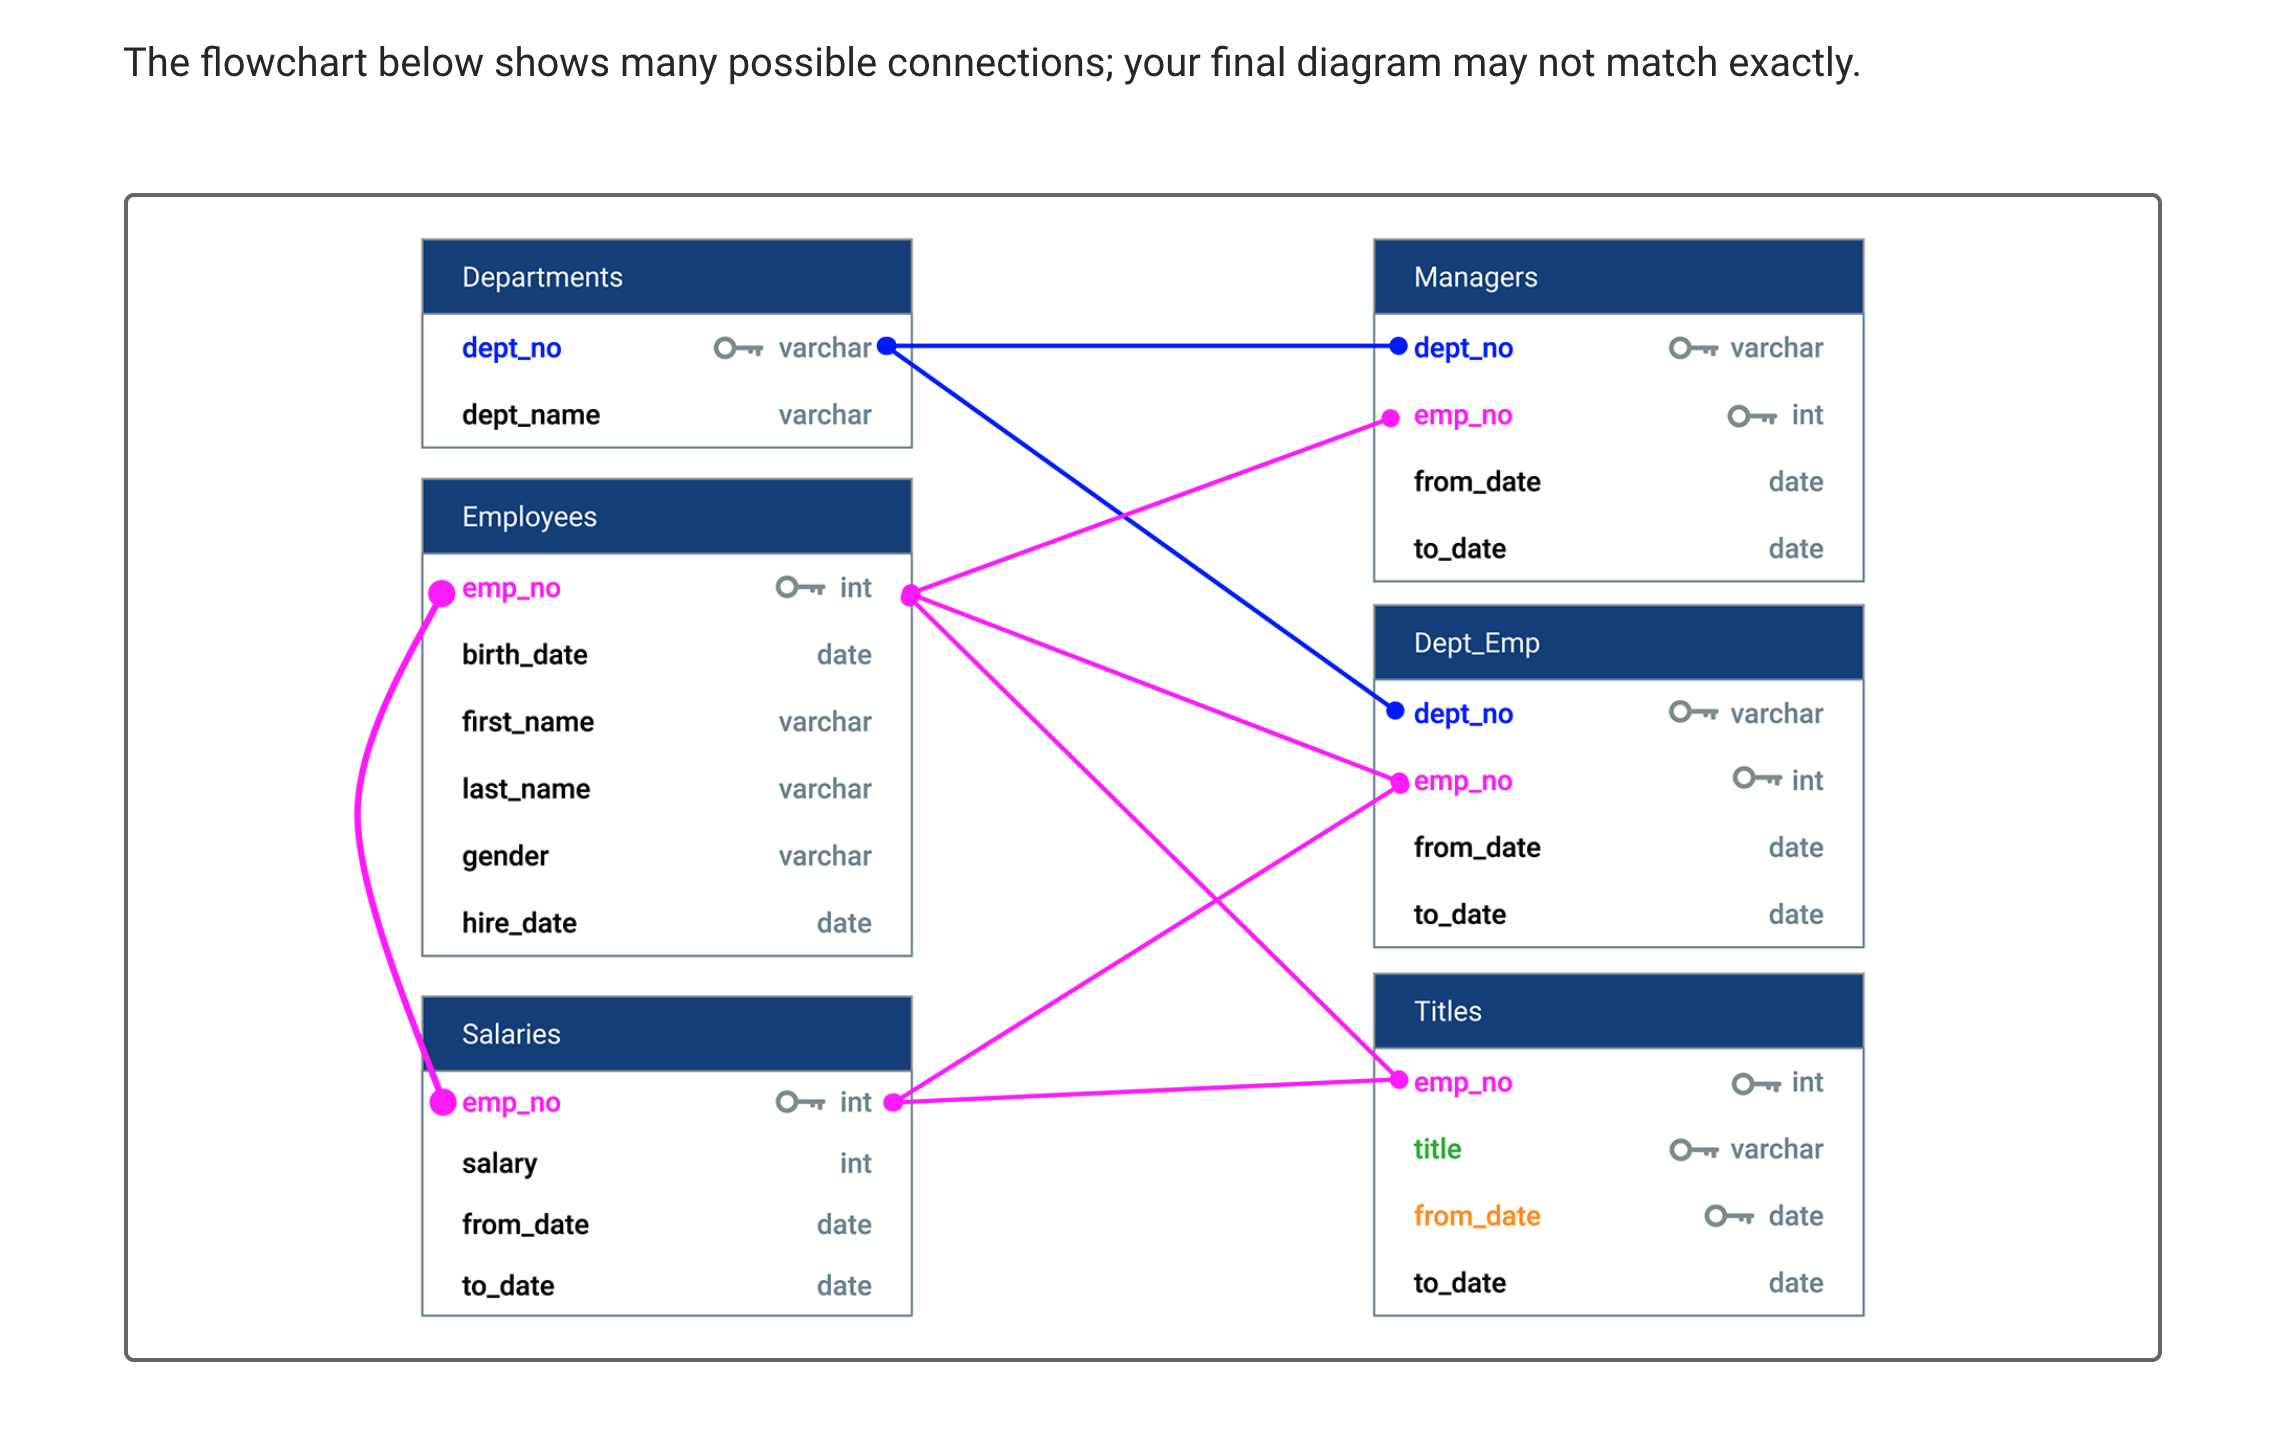 The flowchart below shows many possible connections; your final diagram may not match exactly.
Departments
dept_no varchar
dept_name varchar
Employees
emp_no int
birth_date date
first_name varchar
last_name varchar
gender varchar
hire_date date
Salaries
emp_no int
salary int
from_date date
to_date date
Managers
dept_no varchar
emp_no int
from_date date
to_date date
Dept_Emp
dept_no varchar
emp_no int
from_date date
to_date date
Titles
emp_no int
title varchar
from_date date
to_date date